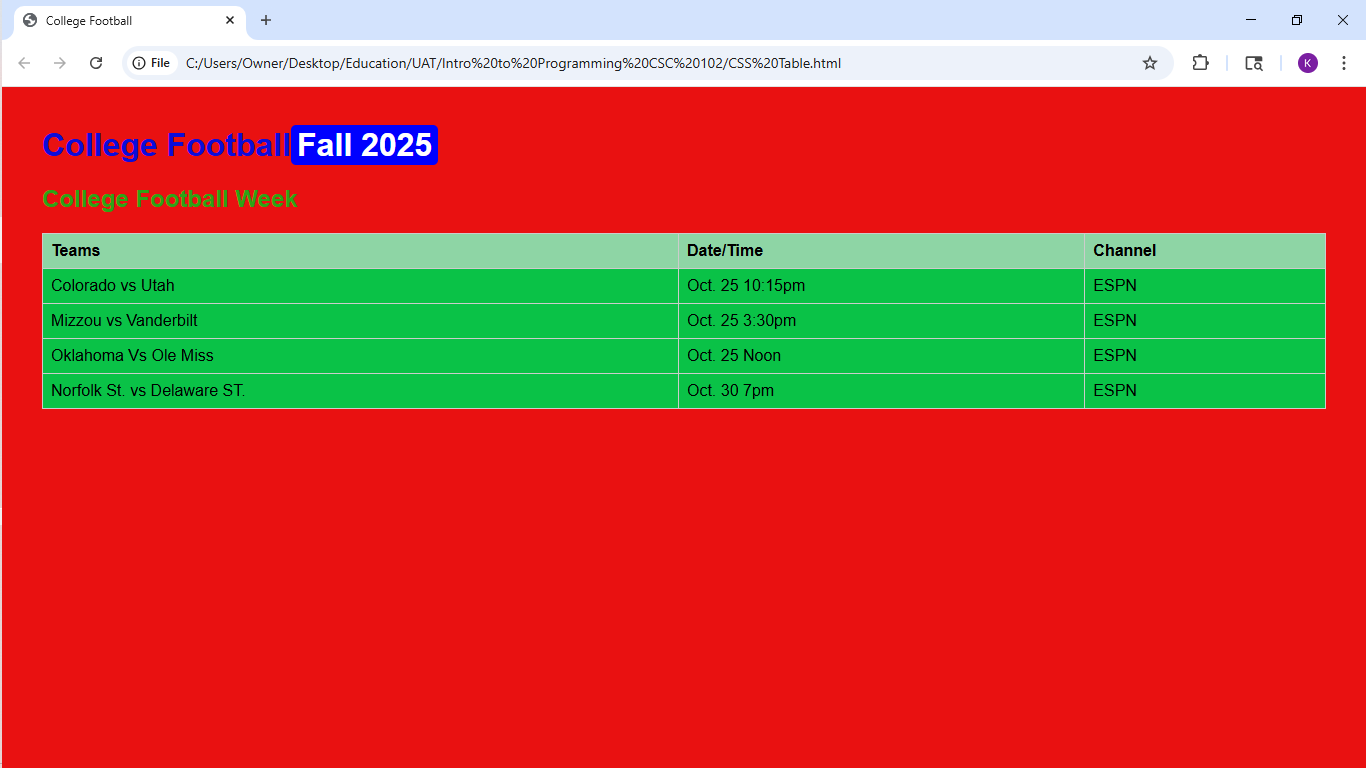 College Football
File C:/Users/Owner/Desktop/Education/UAT/Intro%20to%20Programming%20CSC%20102/CSS%20Table.html K
College Football Fall 2025
College Football Week
Teams Date/Time Channel
Colorado vs Utah Oct. 25 10:15pm ESPN
Mizzou vs Vanderbilt Oct. 25 3:30pm ESPN
Oklahoma Vs Ole Miss Oct. 25 Noon ESPN
Norfolk St. vs Delaware ST. Oct. 30 7pm ESPN